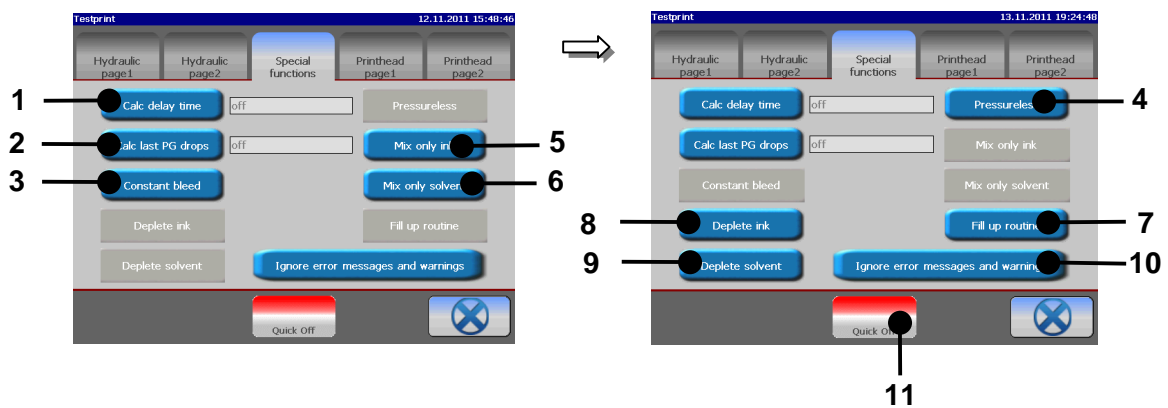 Testprint 12.11.2011 15:48:46
Hydraulic page1
Hydraulic page2
Special functions
Printhead page1
Printhead page2
1 Calc delay time off Pressureless
2 Calc last PG drops off Mix only ink 5
3 Constant bleed Mix only solvent 6
Deplete ink Fill up routine
Deplete solvent Ignore error messages and warnings
Quick Off
Testprint 13.11.2011 19:24:48
Hydraulic page1
Hydraulic page2
Special functions
Printhead page1
Printhead page2
Calc delay time off Pressureless 4
Calc last PG drops off Mix only ink
Constant bleed Mix only solvent
8 Deplete ink Fill up routine 7
9 Deplete solvent Ignore error messages and warnings 10
Quick Off
11